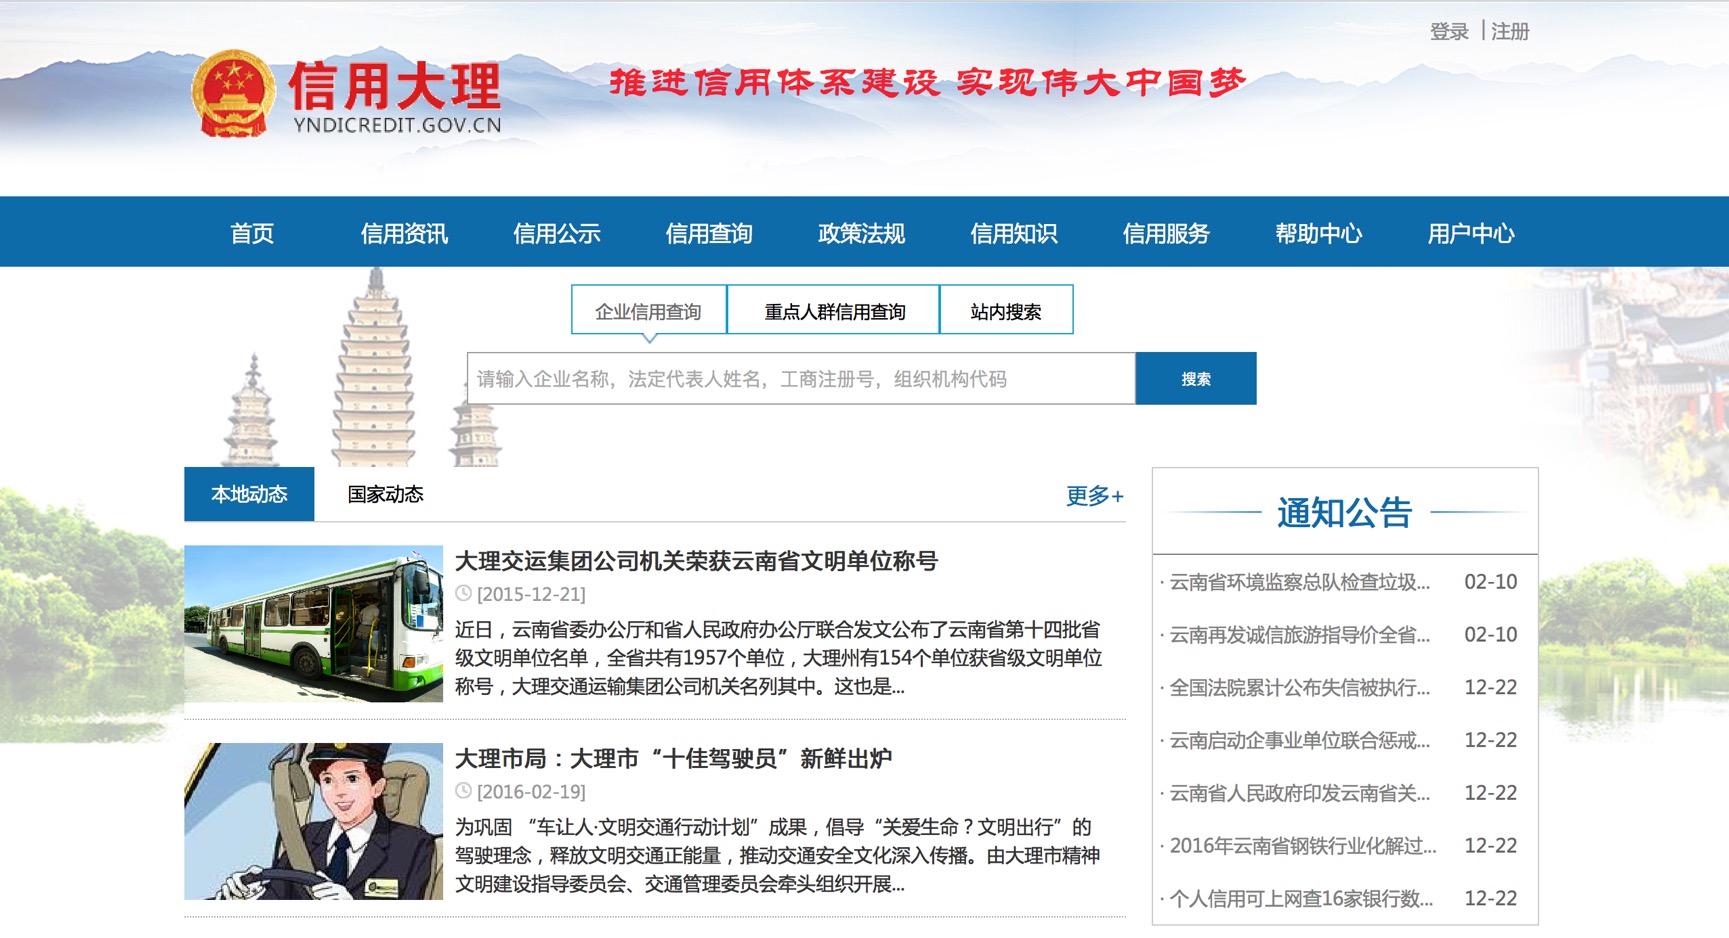 登录 | 注册
信用大理
YNDICREDIT.GOV.CN
推进信用体系建设 实现伟大中国梦
首页 信用资讯 信用公示 信用查询 政策法规 信用知识 信用服务 帮助中心 用户中心
企业信用查询 重点人群信用查询 站内搜索
请输入企业名称，法定代表人姓名，工商注册号，组织机构代码 搜索
本地动态 国家动态 更多+
大理交运集团公司机关荣获云南省文明单位称号
[2015-12-21]
近日，云南省委办公厅和省人民政府办公厅联合发文公布了云南省第十四批省
级文明单位名单，全省共有1957个单位，大理州有154个单位获省级文明单位
称号，大理交通运输集团公司机关名列其中。这也是...
大理市局：大理市“十佳驾驶员”新鲜出炉
[2016-02-19]
为巩固 “车让人·文明交通行动计划”成果，倡导“关爱生命？文明出行”的
驾驶理念，释放文明交通正能量，推动交通安全文化深入传播。由大理市精神
文明建设指导委员会、交通管理委员会牵头组织开展...
通知公告
· 云南省环境监察总队检查垃圾... 02-10
· 云南再发诚信旅游指导价全省... 02-10
· 全国法院累计公布失信被执行... 12-22
· 云南启动企事业单位联合惩戒... 12-22
· 云南省人民政府印发云南省关... 12-22
· 2016年云南省钢铁行业化解过... 12-22
· 个人信用可上网查16家银行数... 12-22